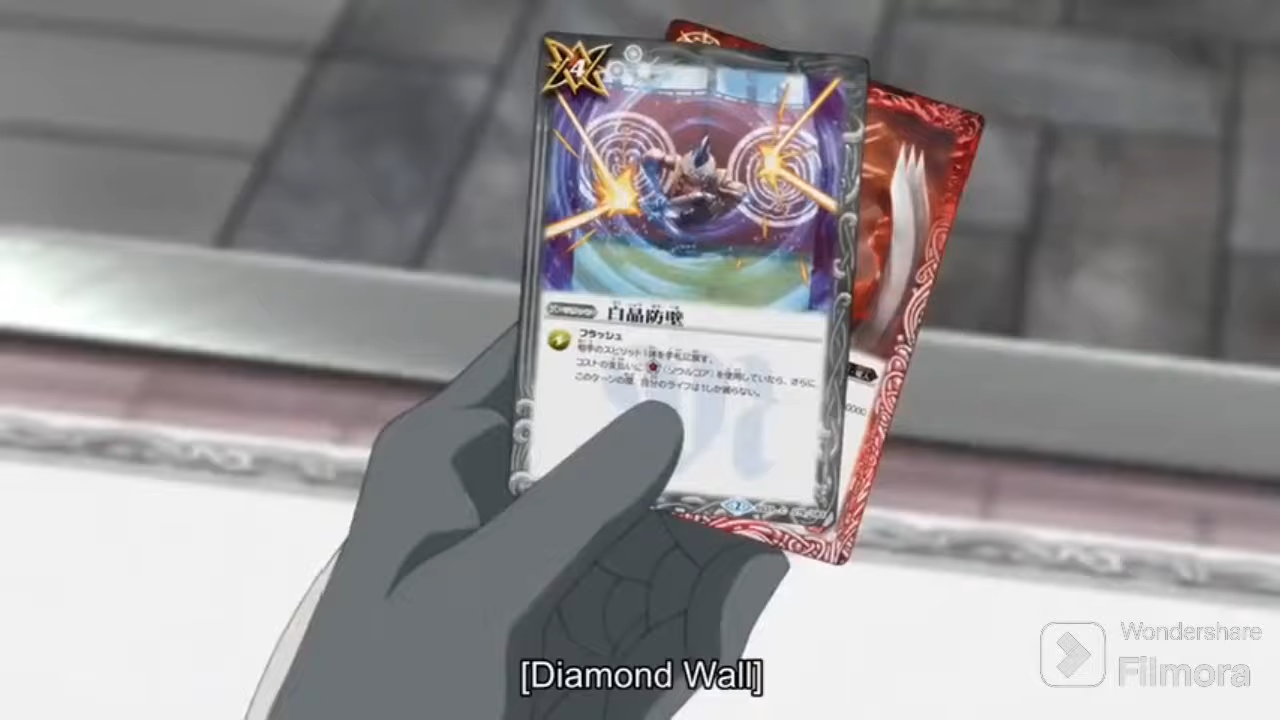 4
白晶防壁
フラッシュ
相手のスピリット1体を手札に戻す。
コストの支払いに (ソウルコア)を使用していたら、さらに、
このターンの間、自分のライフは1しか減らない。
2
0000
[Diamond Wall]
Wondershare
Filmora